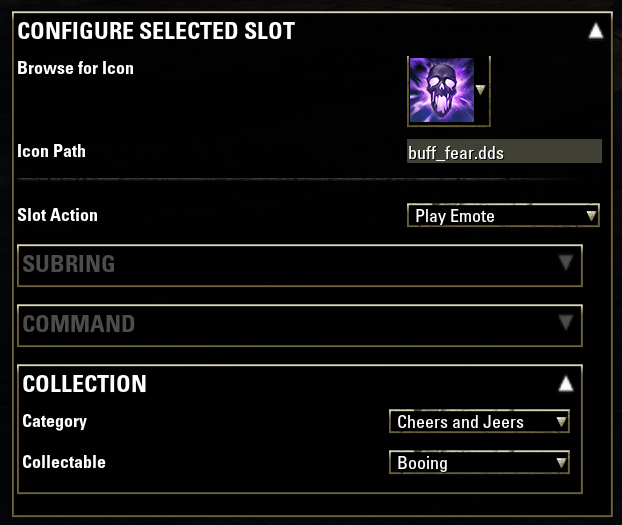 CONFIGURE SELECTED SLOT
Browse for Icon
Icon Path buff_fear.dds
Slot Action Play Emote
SUBRING
COMMAND
COLLECTION
Category Cheers and Jeers
Collectable Booing